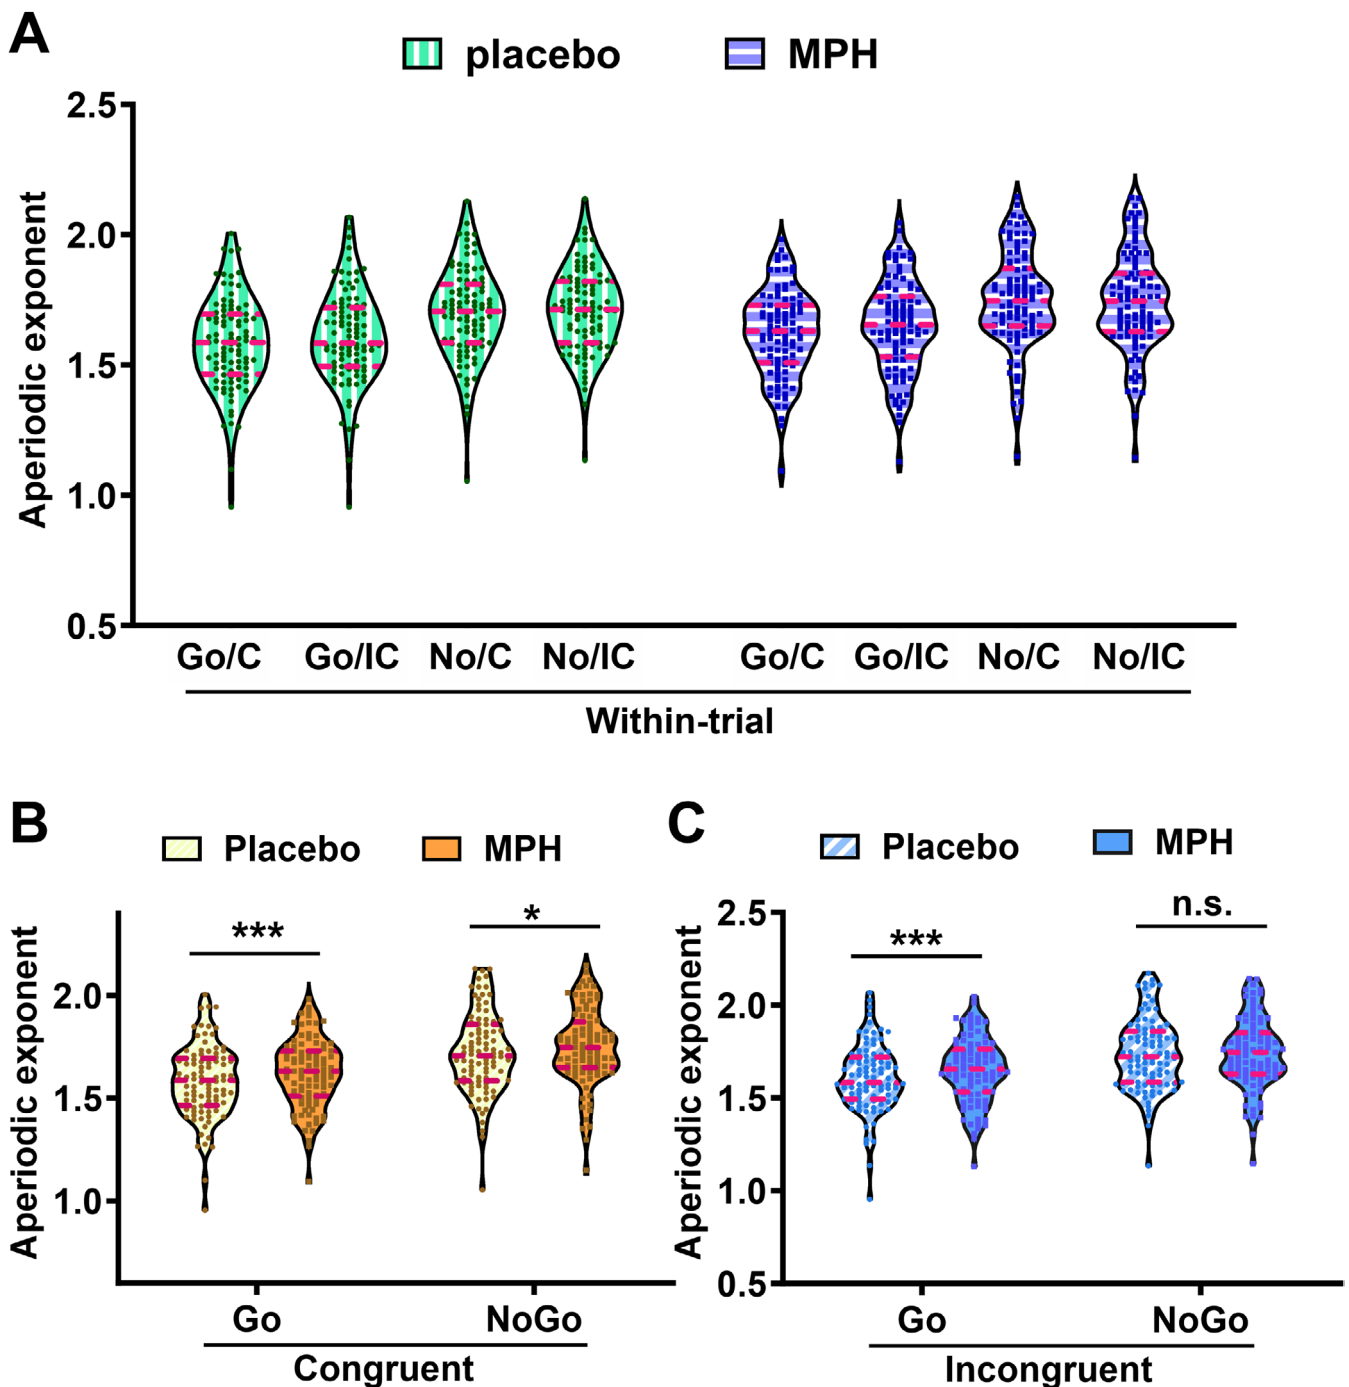 A
placebo MPH
Aperiodic exponent
2.5
2.0
1.5
1.0
0.5
Go/C Go/IC No/C No/IC Go/C Go/IC No/C No/IC
Within-trial
B
Placebo MPH
Aperiodic exponent
2.0
1.5
1.0
*** *
Go NoGo
Congruent
C
Placebo MPH
Aperiodic exponent
2.5
2.0
1.5
1.0
0.5
*** n.s.
Go NoGo
Incongruent